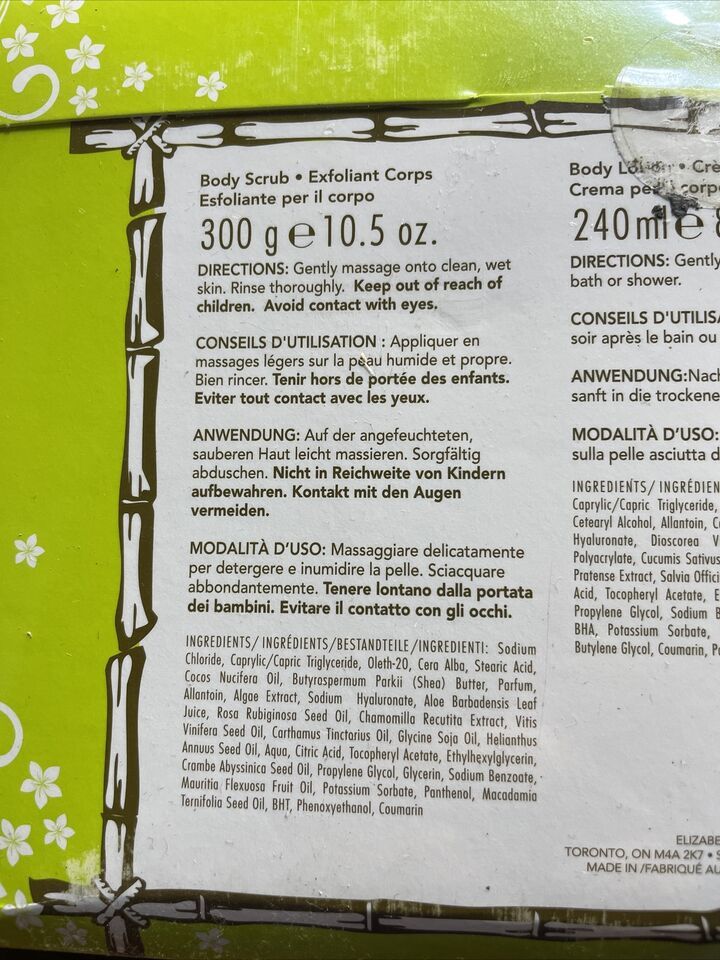 Body Scrub • Exfoliant Corps
Esfoliante per il corpo
300 g e 10.5 oz.
DIRECTIONS: Gently massage onto clean, wet
skin. Rinse thoroughly. Keep out of reach of
children. Avoid contact with eyes.
CONSEILS D'UTILISATION : Appliquer en
massages légers sur la peau humide et propre.
Bien rincer. Tenir hors de portée des enfants.
Eviter tout contact avec les yeux.
ANWENDUNG: Auf der angefeuchteten,
sauberen Haut leicht massieren. Sorgfältig
abduschen. Nicht in Reichweite von Kindern
aufbewahren. Kontakt mit den Augen
vermeiden.
MODALITÀ D'USO: Massaggiare delicatamente
per detergere e inumidire la pelle. Sciacquare
abbondantemente. Tenere lontano dalla portata
dei bambini. Evitare il contatto con gli occhi.
INGREDIENTS/ INGRÉDIENTS/BESTANDTEILE/INGREDIENTI: Sodium
Chloride, Caprylic/Capric Triglyceride, Oleth-20, Cera Alba, Stearic Acid,
Cocos Nucifera Oil, Butyrospermum Parkii (Shea) Butter, Parfum,
Allantoin, Algae Extract, Sodium Hyaluronate, Aloe Barbadensis Leaf
Juice, Rosa Rubiginosa Seed Oil, Chamomilla Recutita Extract, Vitis
Vinifera Seed Oil, Carthamus Tinctorius Oil, Glycine Soja Oil, Helianthus
Annuus Seed Oil, Aqua, Citric Acid, Tocopheryl Acetate, Ethylhexylglycerin,
Crambe Abyssinica Seed Oil, Propylene Glycol, Glycerin, Sodium Benzoate,
Mauritia Flexuosa Fruit Oil, Potassium Sorbate, Panthenol, Macadamia
Ternifolia Seed Oil, BHT, Phenoxyethanol, Coumarin
Body • Crè
Crema corp
240 ml e
DIRECTIONS: Gently
bath or shower.
CONSEILS D'UTILISA
soir après le bain ou
ANWENDUNG:Nach
sanft in die trockene
MODALITÀ D'USO:
sulla pelle asciutta d
INGREDIENTS/ INGRÉDIEN
Caprylic/Capric Triglyceride,
Cetearyl Alcohol, Allantoin,
Hyaluronate, Dioscorea V
Polyacrylate, Cucumis Sativus
Pratense Extract, Salvia Offici
Acid, Tocopheryl Acetate, E
Propylene Glycol, Sodium B
BHA, Potassium Sorbate,
Butylene Glycol, Coumarin,
ELIZABE
TORONTO, ON M4A 2K7 • S
MADE IN /FABRIQUÉ AU